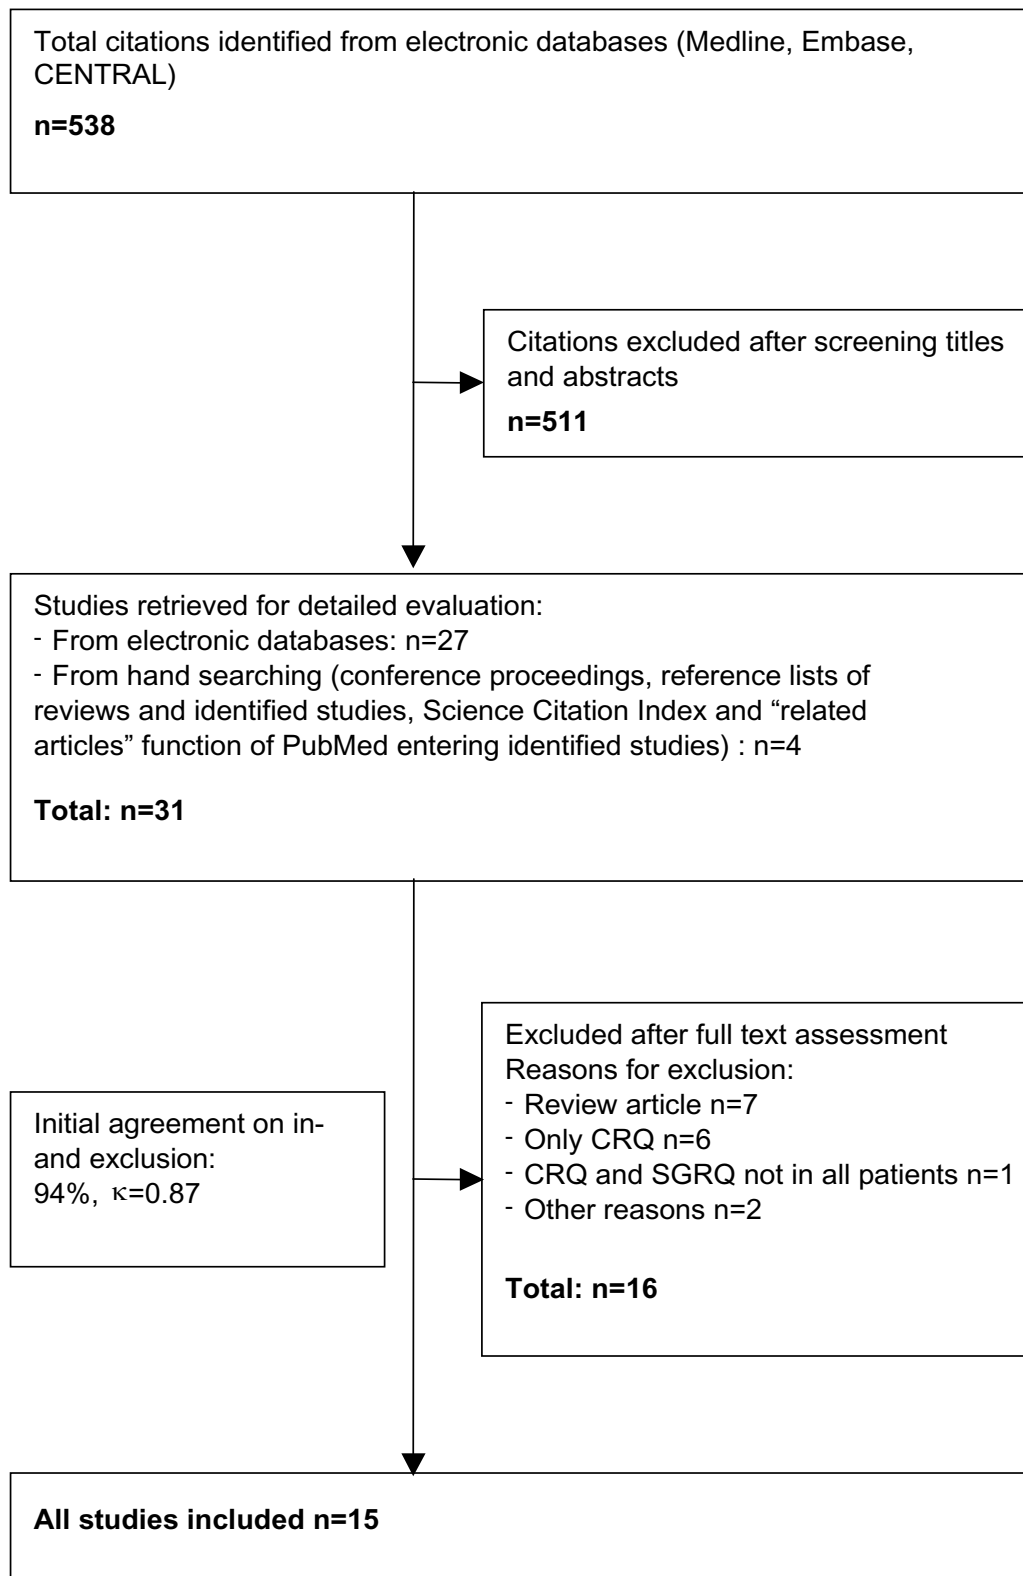 Total citations identified from electronic databases (Medline, Embase,
CENTRAL)
n=538
Citations excluded after screening titles
and abstracts
n=511
Studies retrieved for detailed evaluation:
- From electronic databases: n=27
- From hand searching (conference proceedings, reference lists of
reviews and identified studies, Science Citation Index and “related
articles” function of PubMed entering identified studies) : n=4
Total: n=31
Excluded after full text assessment
Reasons for exclusion:
- Review article n=7
- Only CRQ n=6
- CRQ and SGRQ not in all patients n=1
- Other reasons n=2
Total: n=16
Initial agreement on in-
and exclusion:
94%, κ=0.87
All studies included n=15